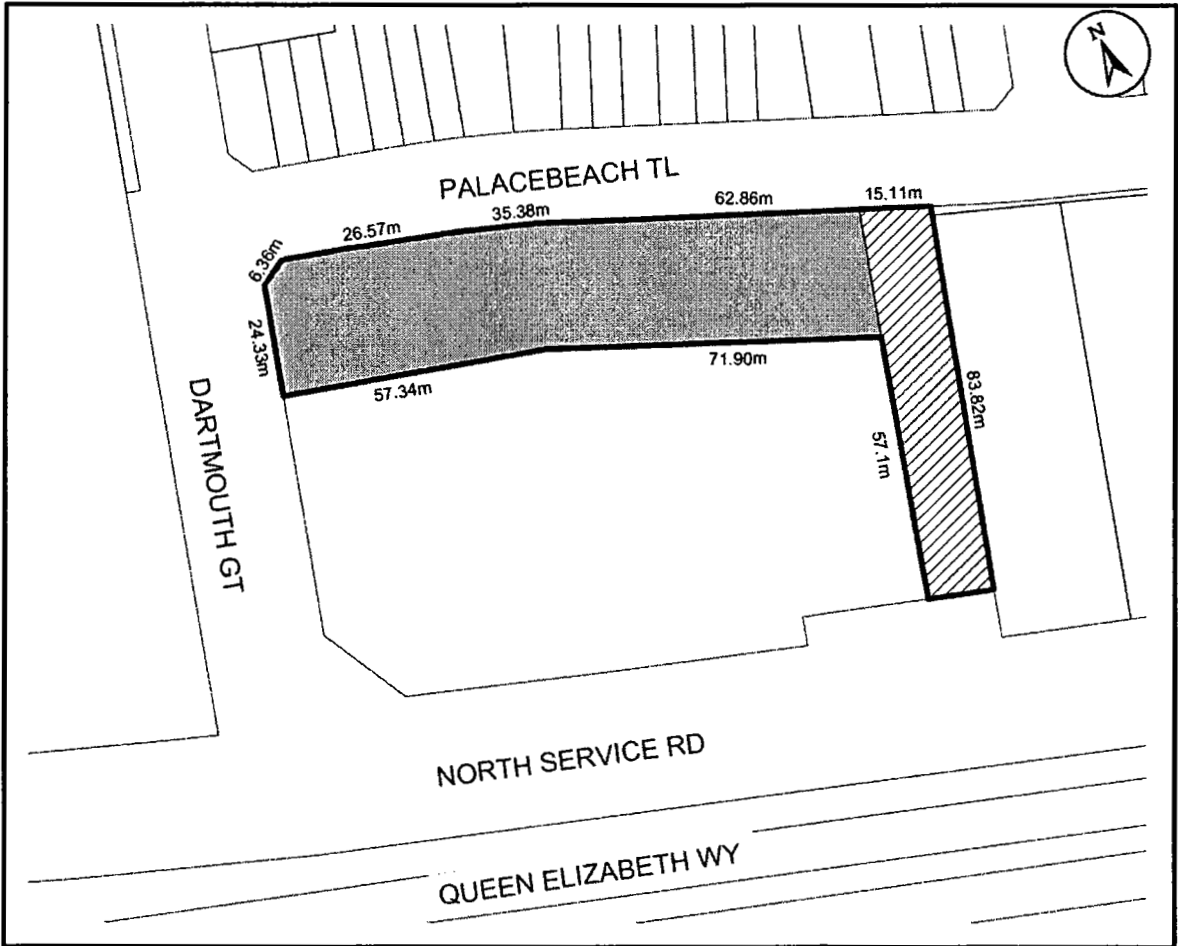 N
PALACEBEACH TL
6.36m
26.57m
35.38m
62.86m
15.11m
24.33m
57.34m
71.90m
83.82m
57.1m
DARTMOUTH GT
NORTH SERVICE RD
QUEEN ELIZABETH WY